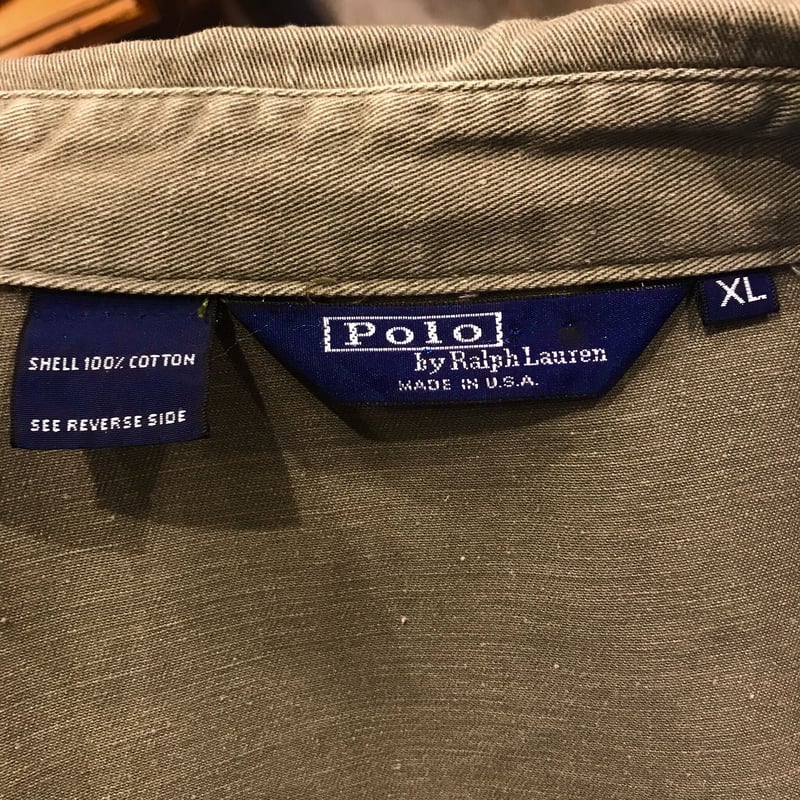 SHELL 100% COTTON
SEE REVERSE SIDE
Polo
by Ralph Lauren
MADE IN U.S.A.
XL